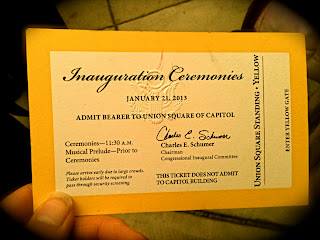 Inauguration Ceremonies
JANUARY 21, 2013
ADMIT BEARER TO UNION SQUARE OF CAPITOL
Charles E. Schumer
Ceremonies—11:30 A.M.
Musical Prelude—Prior to
Ceremonies
Charles E. Schumer
Chairman
Congressional Inaugural Committee
Please arrive early due to large crowds.
Ticket holders will be required to
pass through security screening
THIS TICKET DOES NOT ADMIT
TO CAPITOL BUILDING
UNION SQUARE STANDING • YELLOW
ENTER YELLOW GATE